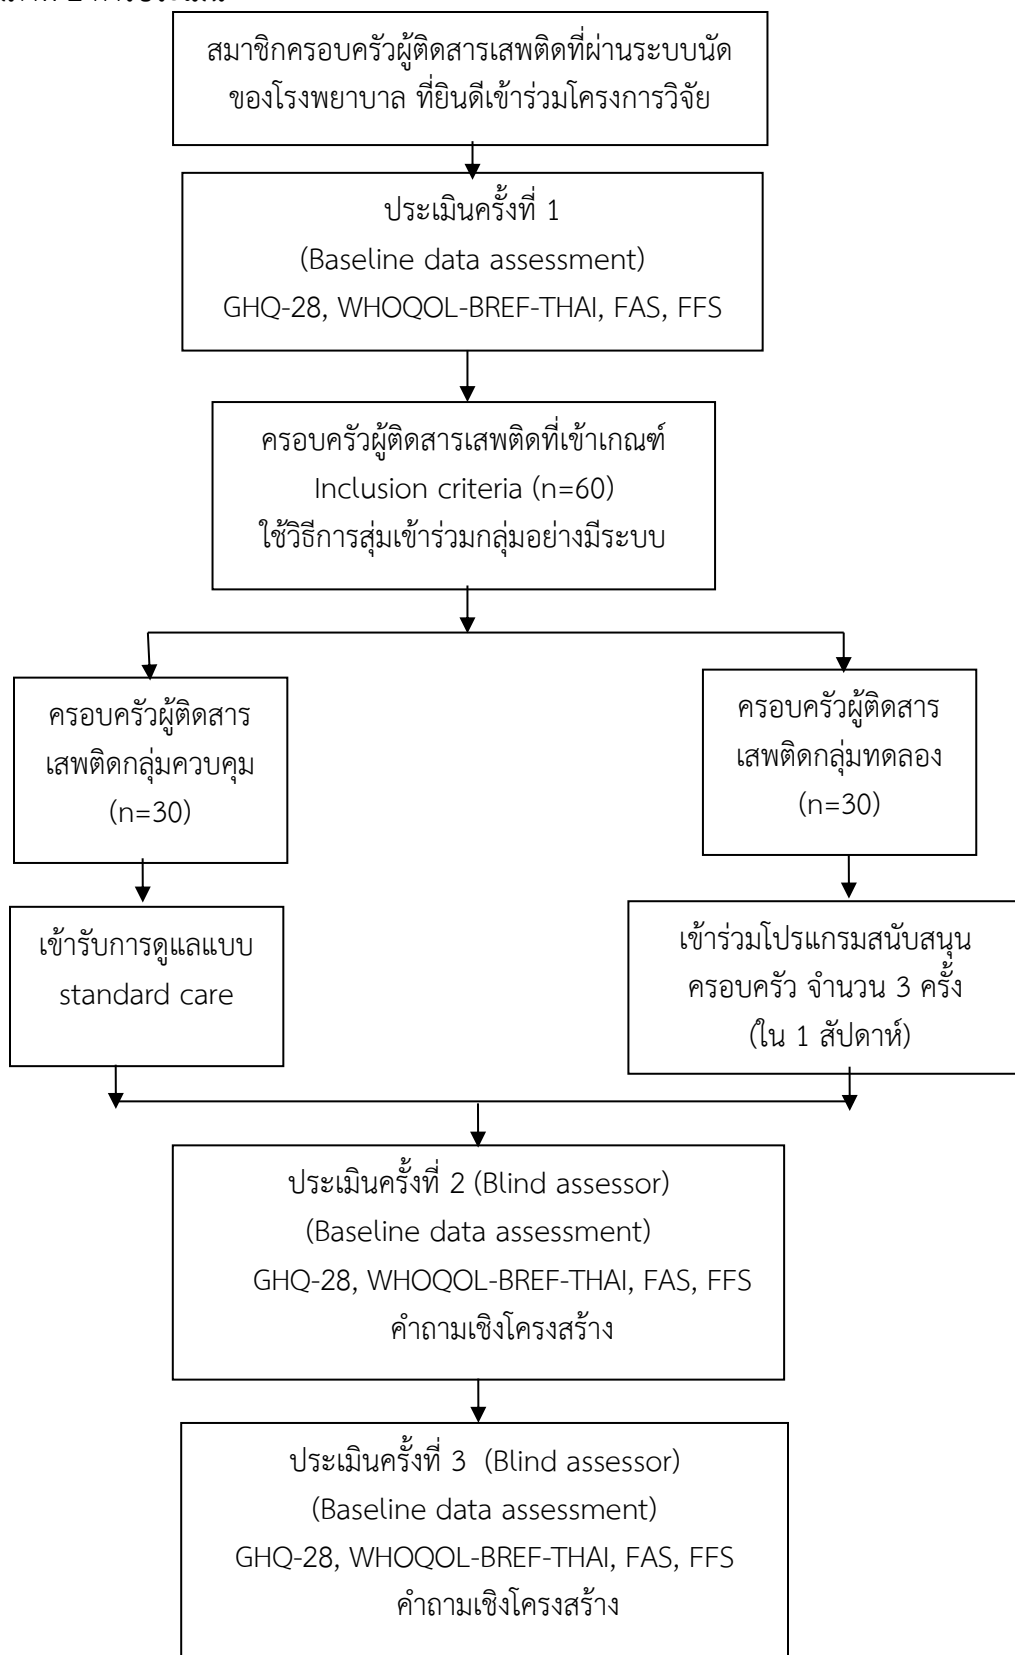 สมาชิกครอบครัวผู้ติดสารเสพติดที่ผ่านระบบนัด
ของโรงพยาบาล ที่ยินดีเข้าร่วมโครงการวิจัย
ประเมินครั้งที่ 1
(Baseline data assessment)
GHQ-28, WHOQOL-BREF-THAI, FAS, FFS
ครอบครัวผู้ติดสารเสพติดที่เข้าเกณฑ์
Inclusion criteria (n=60)
ใช้วิธีการสุ่มเข้าร่วมกลุ่มอย่างมีระบบ
ครอบครัวผู้ติดสาร
เสพติดกลุ่มควบคุม
(n=30)
ครอบครัวผู้ติดสาร
เสพติดกลุ่มทดลอง
(n=30)
เข้ารับการดูแลแบบ
standard care
เข้าร่วมโปรแกรมสนับสนุน
ครอบครัว จำนวน 3 ครั้ง
(ใน 1 สัปดาห์)
ประเมินครั้งที่ 2 (Blind assessor)
(Baseline data assessment)
GHQ-28, WHOQOL-BREF-THAI, FAS, FFS
คำถามเชิงโครงสร้าง
ประเมินครั้งที่ 3 (Blind assessor)
(Baseline data assessment)
GHQ-28, WHOQOL-BREF-THAI, FAS, FFS
คำถามเชิงโครงสร้าง